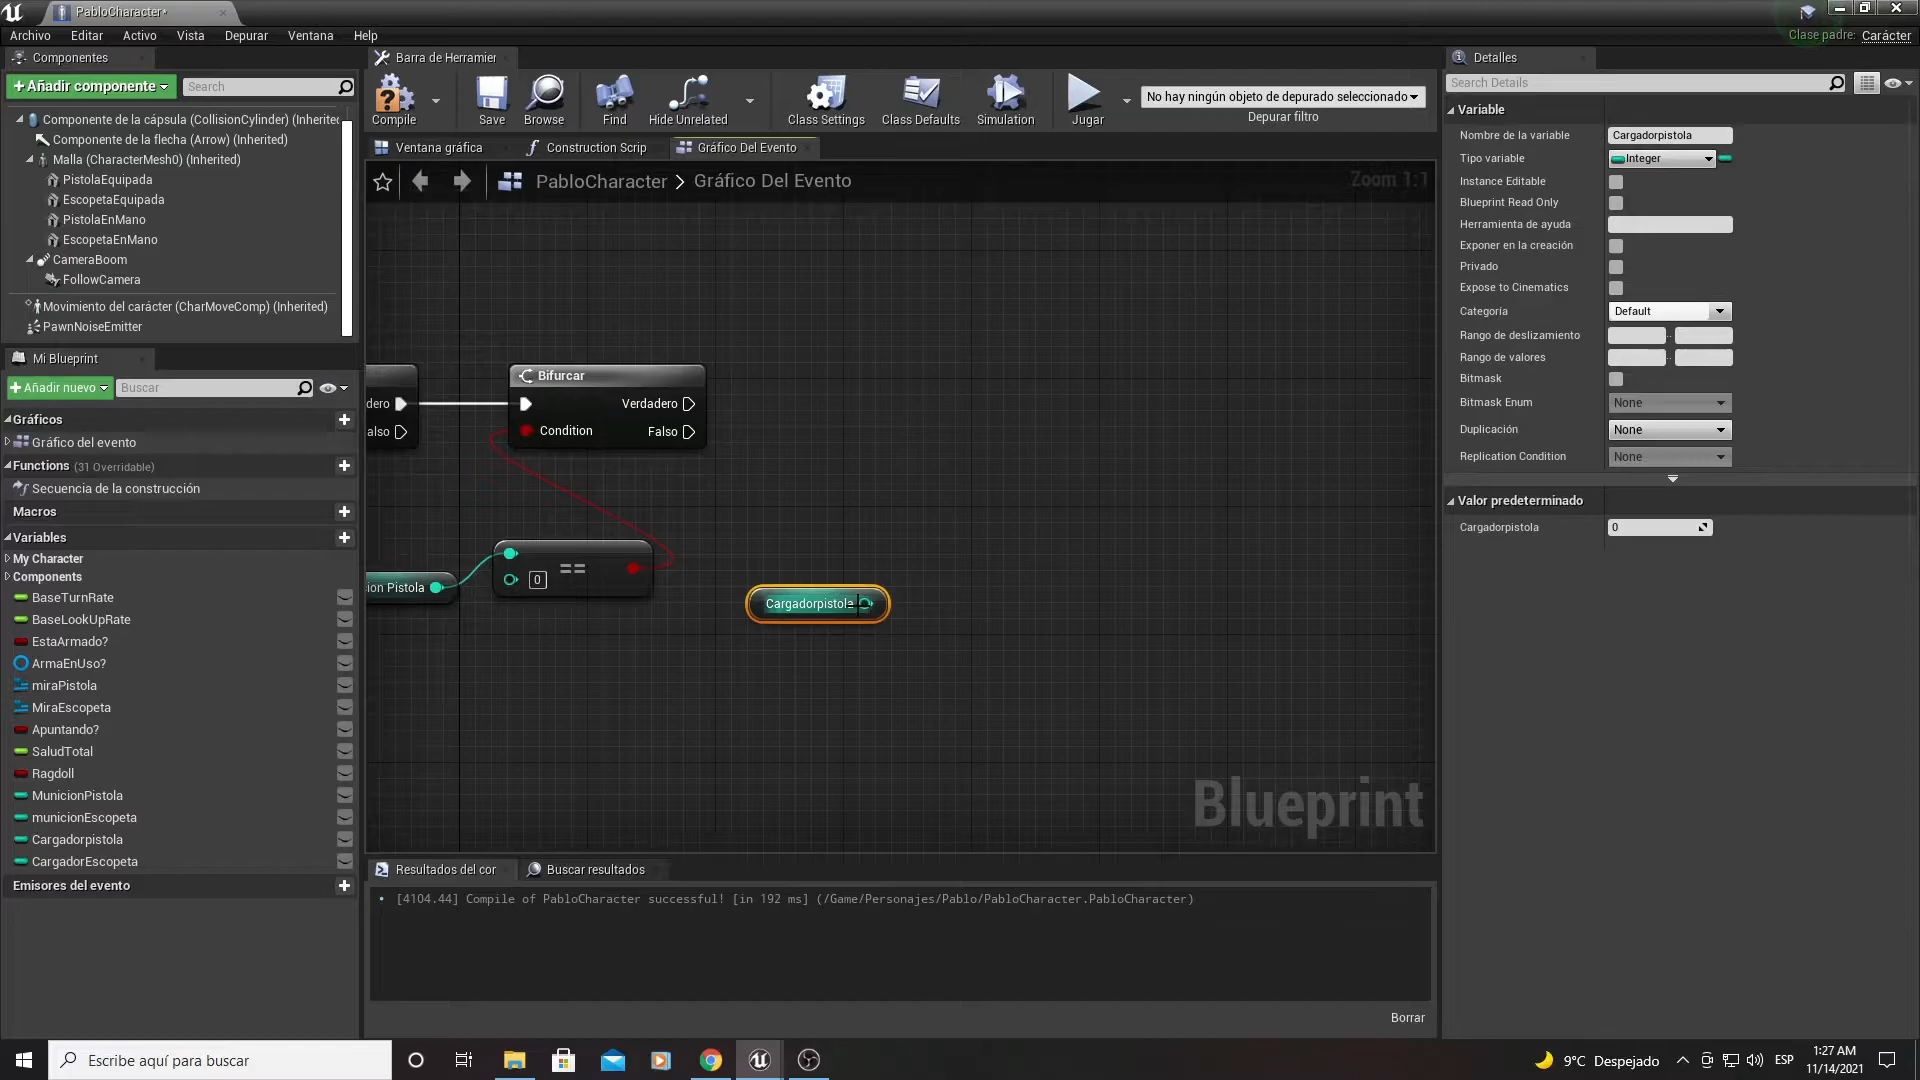 PabloCharacter*
Archivo Editar Activo Vista Depurar Ventana Help
Clase padre: Carácter
Componentes
Añadir componente
Search
Componente de la cápsula (CollisionCylinder) (Inherited
Componente de la flecha (Arrow) (Inherited)
Malla (CharacterMesh0) (Inherited)
PistolaEquipada
EscopetaEquipada
PistolaEnMano
EscopetaEnMano
CameraBoom
FollowCamera
Movimiento del carácter (CharMoveComp) (Inherited)
PawnNoiseEmitter
Mi Blueprint
Añadir nuevo
Buscar
Gráficos
Gráfico del evento
Functions (31 Overridable)
Secuencia de la construcción
Macros
Variables
My Character
Components
BaseTurnRate
BaseLookUpRate
EstaArmado?
ArmaEnUso?
miraPistola
MiraEscopeta
Apuntando?
SaludTotal
Ragdoll
MunicionPistola
municionEscopeta
Cargadorpistola
CargadorEscopeta
Emisores del evento
Barra de Herramier
Compile Save Browse Find Hide Unrelated Class Settings Class Defaults Simulation Jugar
No hay ningún objeto de depurado seleccionado
Depurar filtro
Ventana gráfica Construction Scrip Gráfico Del Evento
PabloCharacter > Gráfico Del Evento
Zoom 1:1
dero
also
Bifurcar
Verdadero
Condition Falso
ion Pistola
0 ==
Cargadorpistola
Blueprint
Resultados del cor Buscar resultados
[4104.44] Compile of PabloCharacter successful! [in 192 ms] (/Game/Personajes/Pablo/PabloCharacter.PabloCharacter)
Borrar
Detalles
Search Details
Variable
Nombre de la variable Cargadorpistola
Tipo variable Integer
Instance Editable
Blueprint Read Only
Herramienta de ayuda
Exponer en la creación
Privado
Expose to Cinematics
Categoría Default
Rango de deslizamiento
Rango de valores
Bitmask
Bitmask Enum None
Duplicación None
Replication Condition None
Valor predeterminado
Cargadorpistola 0
Escribe aquí para buscar
9°C Despejado
ESP
1:27 AM
11/14/2021